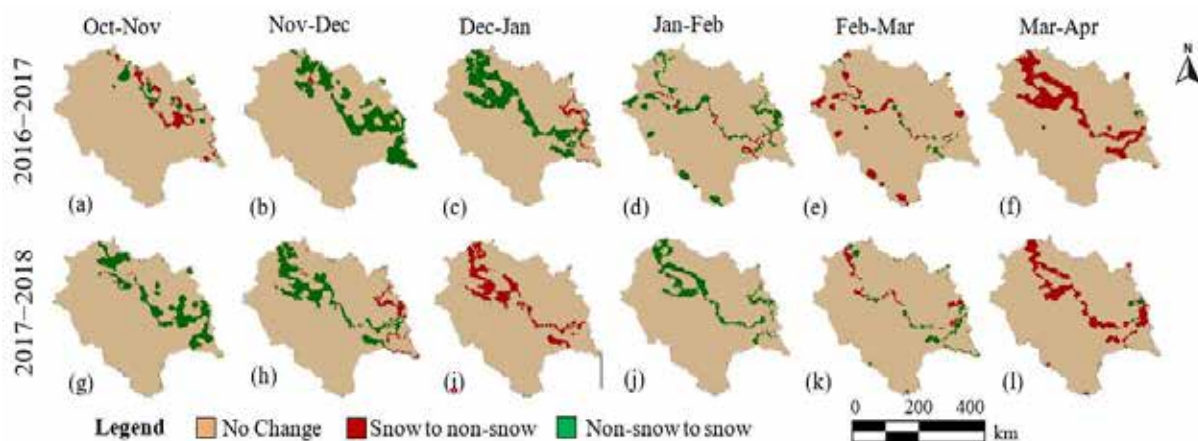 Oct-Nov Nov-Dec Dec-Jan Jan-Feb Feb-Mar Mar-Apr
N
2016-2017
(a) (b) (c) (d) (e) (f)
2017-2018
(g) (h) (i) (j) (k) (l)
0 200 400
km
Legend No Change Snow to non-snow Non-snow to snow